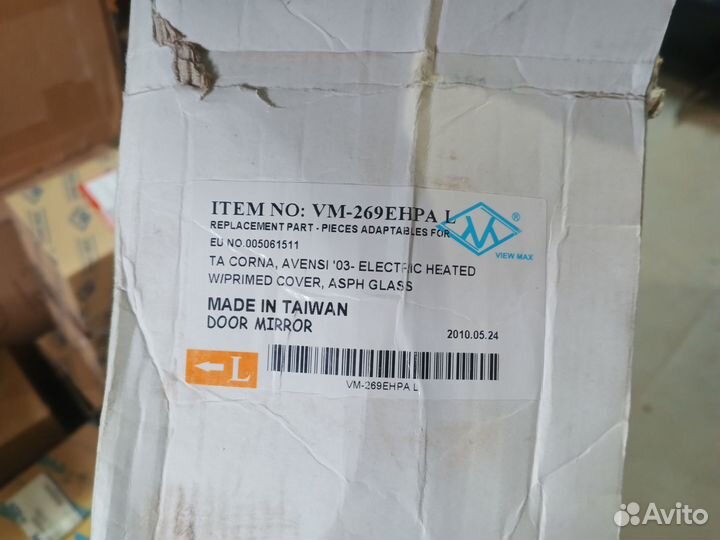 ITEM NO: VM-269EHPA L
REPLACEMENT PART - PIECES ADAPTABLES FOR
EU NO.005061511
®
VIEW MAX
TA CORNA, AVENSI '03- ELECTRIC HEATED
W/PRIMED COVER, ASPH GLASS
MADE IN TAIWAN
DOOR MIRROR
2010.05.24
L
VM-269EHPA L
Avito